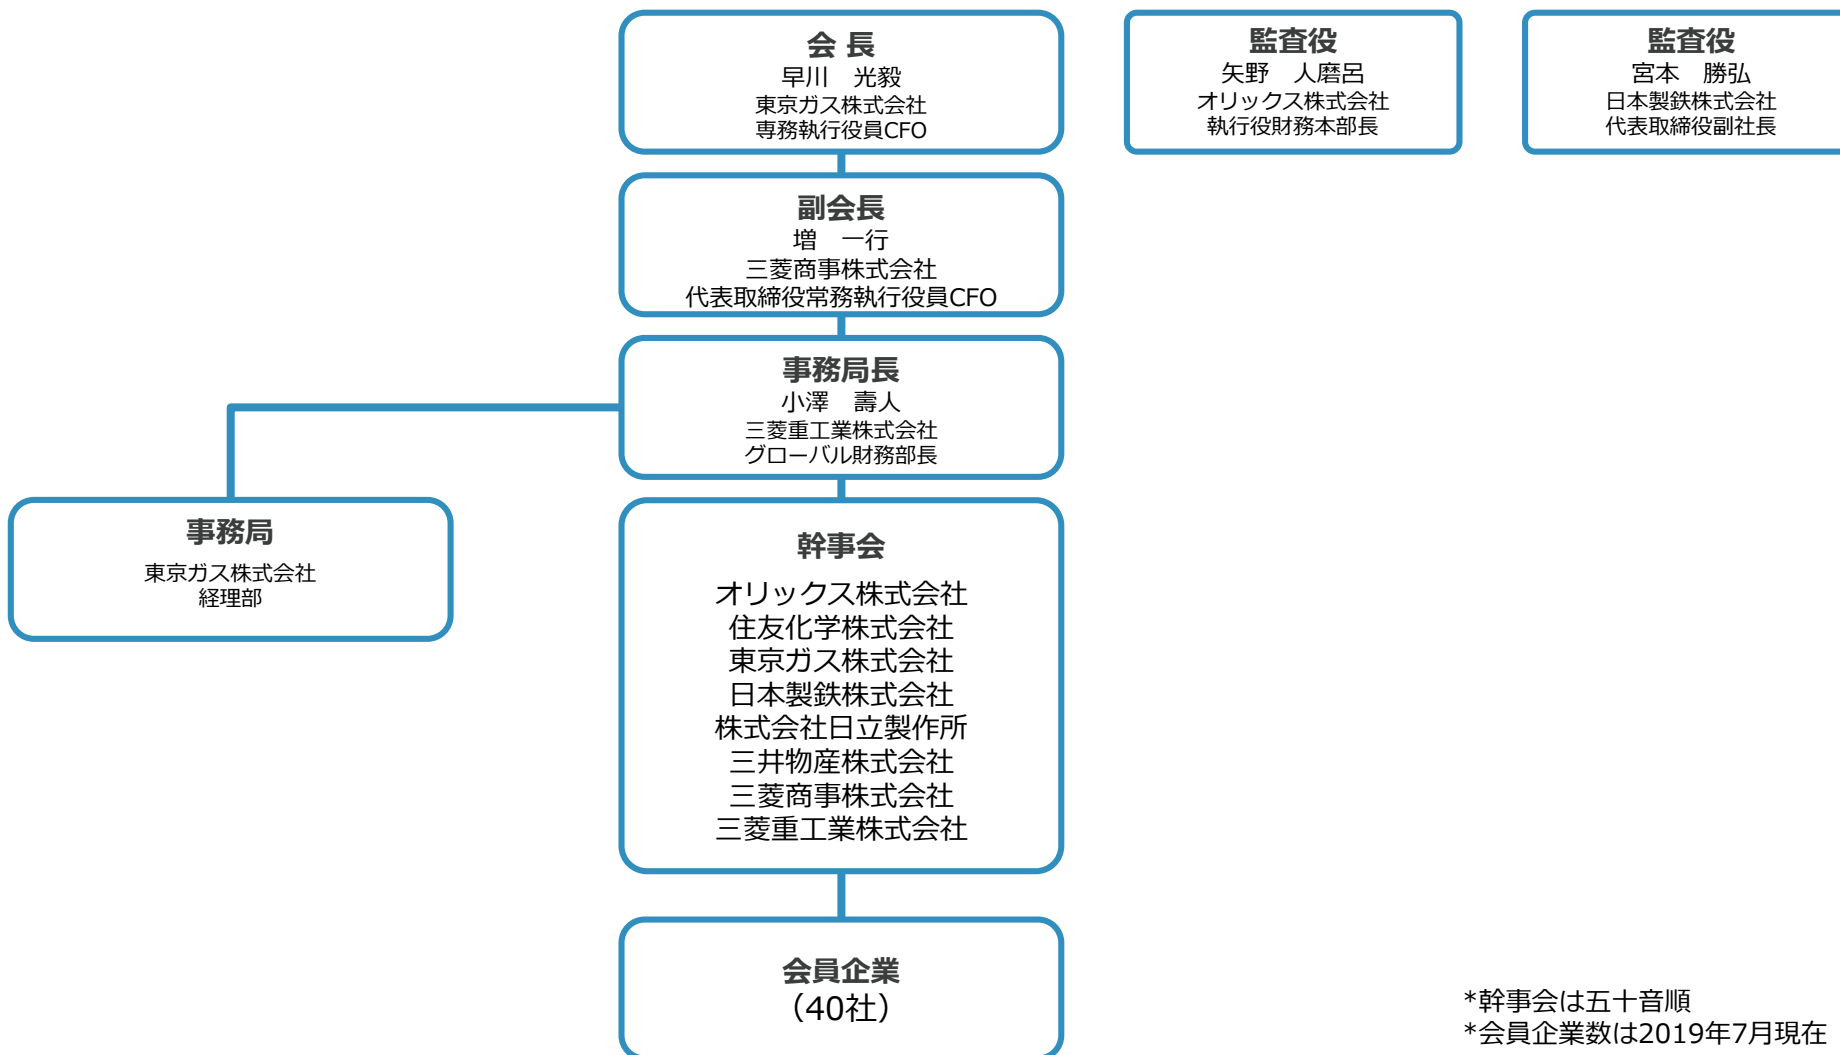 会 長
早川　光毅
東京ガス株式会社
専務執行役員CFO
監査役
矢野　人磨呂
オリックス株式会社
執行役財務本部長
監査役
宮本　勝弘
日本製鉄株式会社
代表取締役副社長
副会長
増　一行
三菱商事株式会社
代表取締役常務執行役員CFO
事務局長
小澤　壽人
三菱重工業株式会社
グローバル財務部長
事務局
東京ガス株式会社
経理部
幹事会
オリックス株式会社
住友化学株式会社
東京ガス株式会社
日本製鉄株式会社
株式会社日立製作所
三井物産株式会社
三菱商事株式会社
三菱重工業株式会社
会員企業
（40社）
*幹事会は五十音順
*会員企業数は2019年7月現在